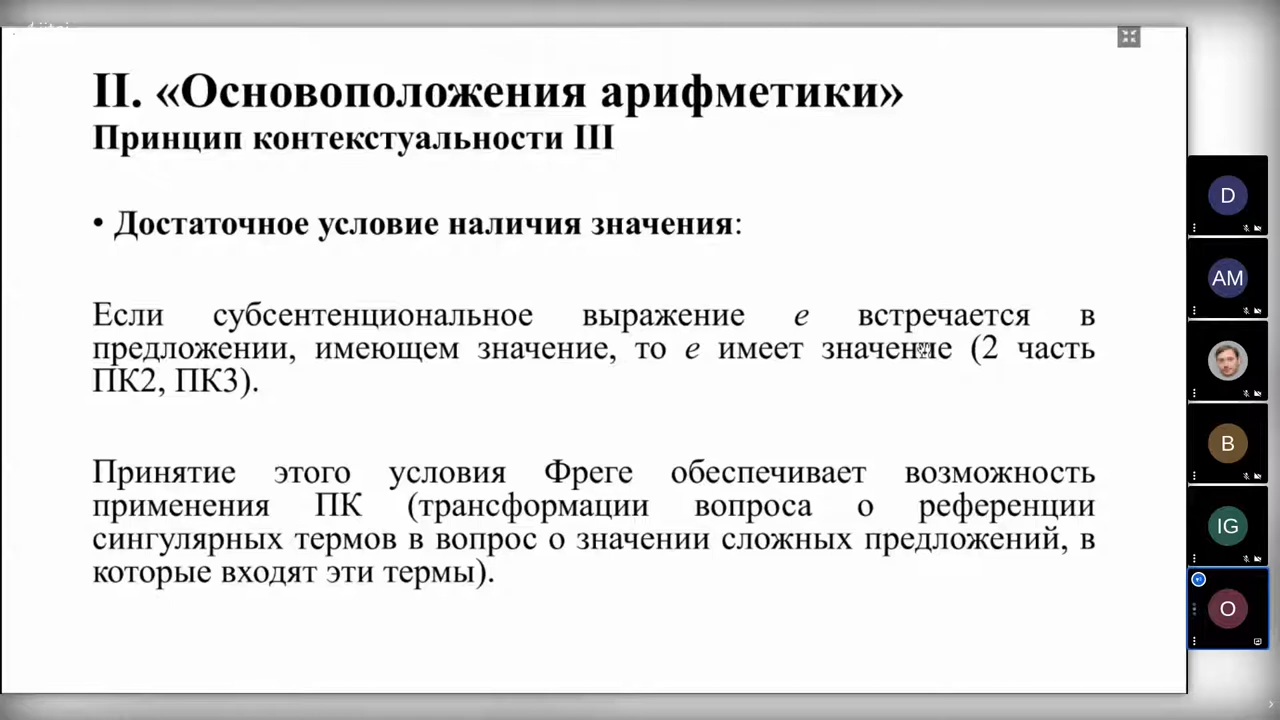 II. «Основоположения арифметики»
Принцип контекстуальности III
• Достаточное условие наличия значения:
Если субсентенциональное выражение e встречается в
предложении, имеющем значение, то e имеет значение (2 часть
ПК2, ПК3).
Принятие этого условия Фреге обеспечивает возможность
применения ПК (трансформации вопроса о референции
сингулярных термов в вопрос о значении сложных предложений, в
которые входят эти термы).
D
AM
B
IG
O